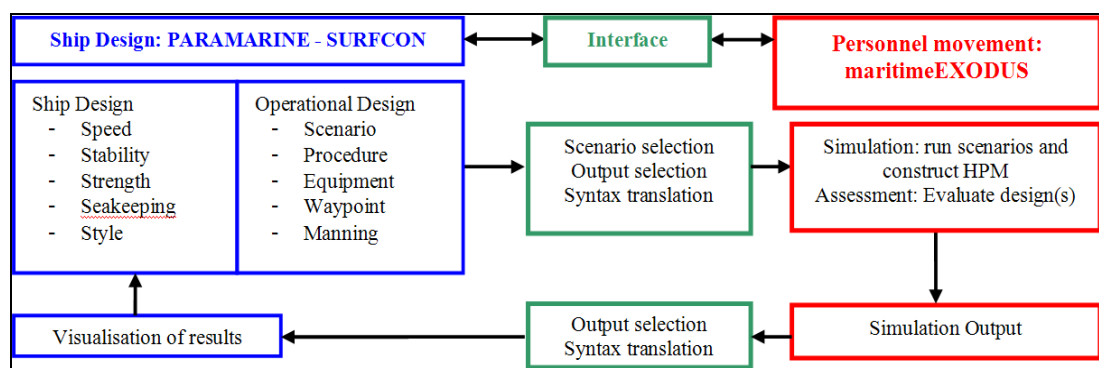 Ship Design: PARAMARINE - SURFCON
Interface
Personnel movement:
maritimeEXODUS
Ship Design
- Speed
- Stability
- Strength
- Seakeeping
- Style
Operational Design
- Scenario
- Procedure
- Equipment
- Waypoint
- Manning
Scenario selection
Output selection
Syntax translation
Simulation: run scenarios and
construct HPM
Assessment: Evaluate design(s)
Visualisation of results
Output selection
Syntax translation
Simulation Output